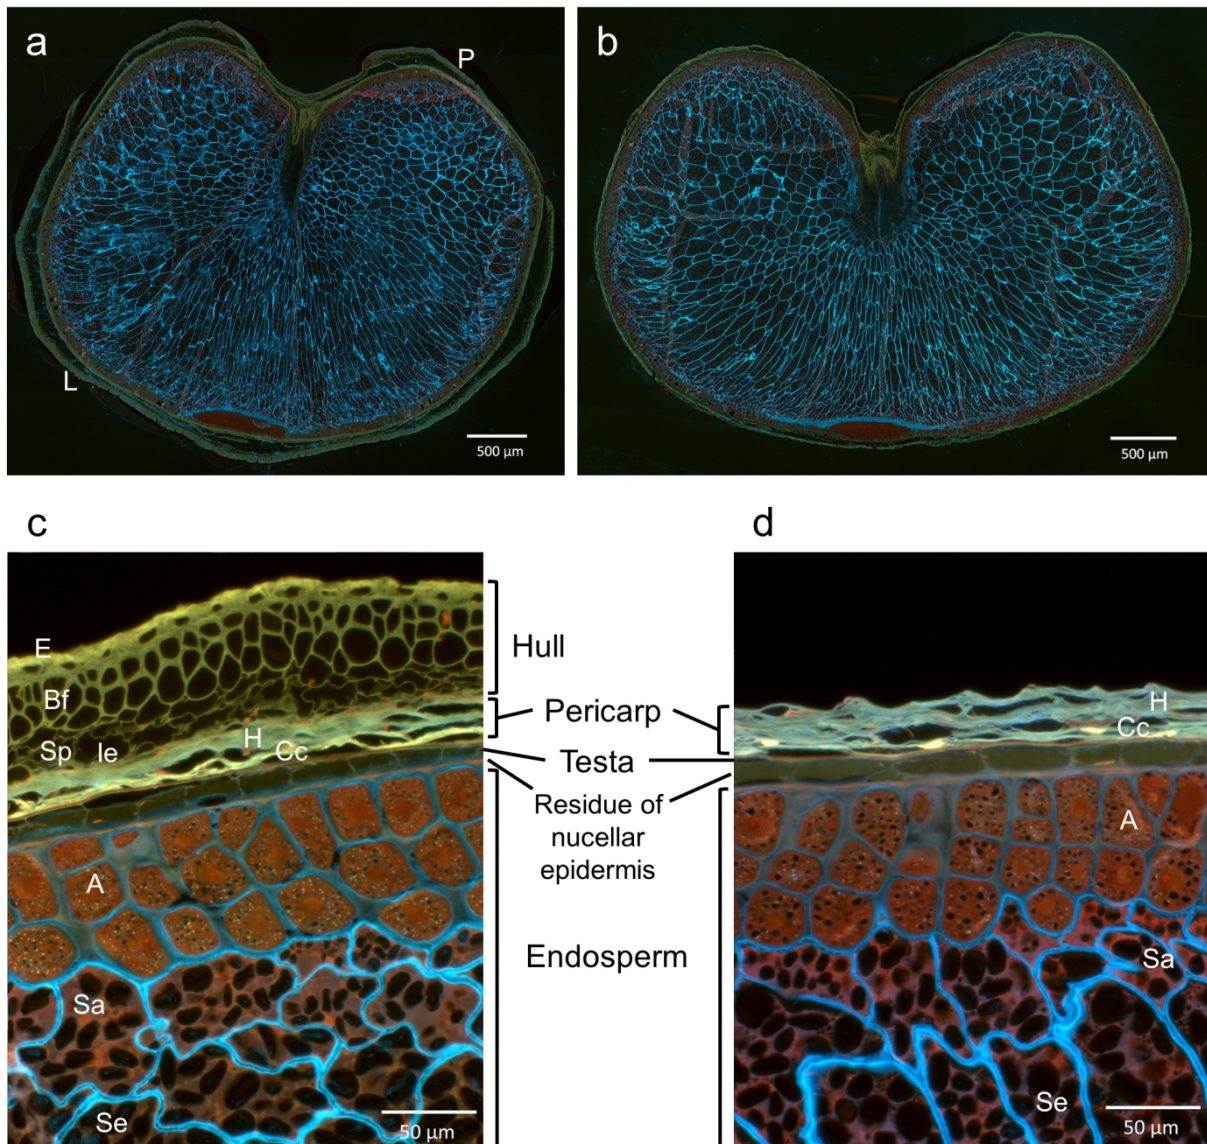 a
P
L
500 µm
b
500 µm
c
d
E
Bf
Sp Ie
H
Cc
A
Sa
Se
50 µm
Hull
Pericarp
Testa
Residue of
nucellar
epidermis
Endosperm
H
Cc
A
Sa
Se
50 µm